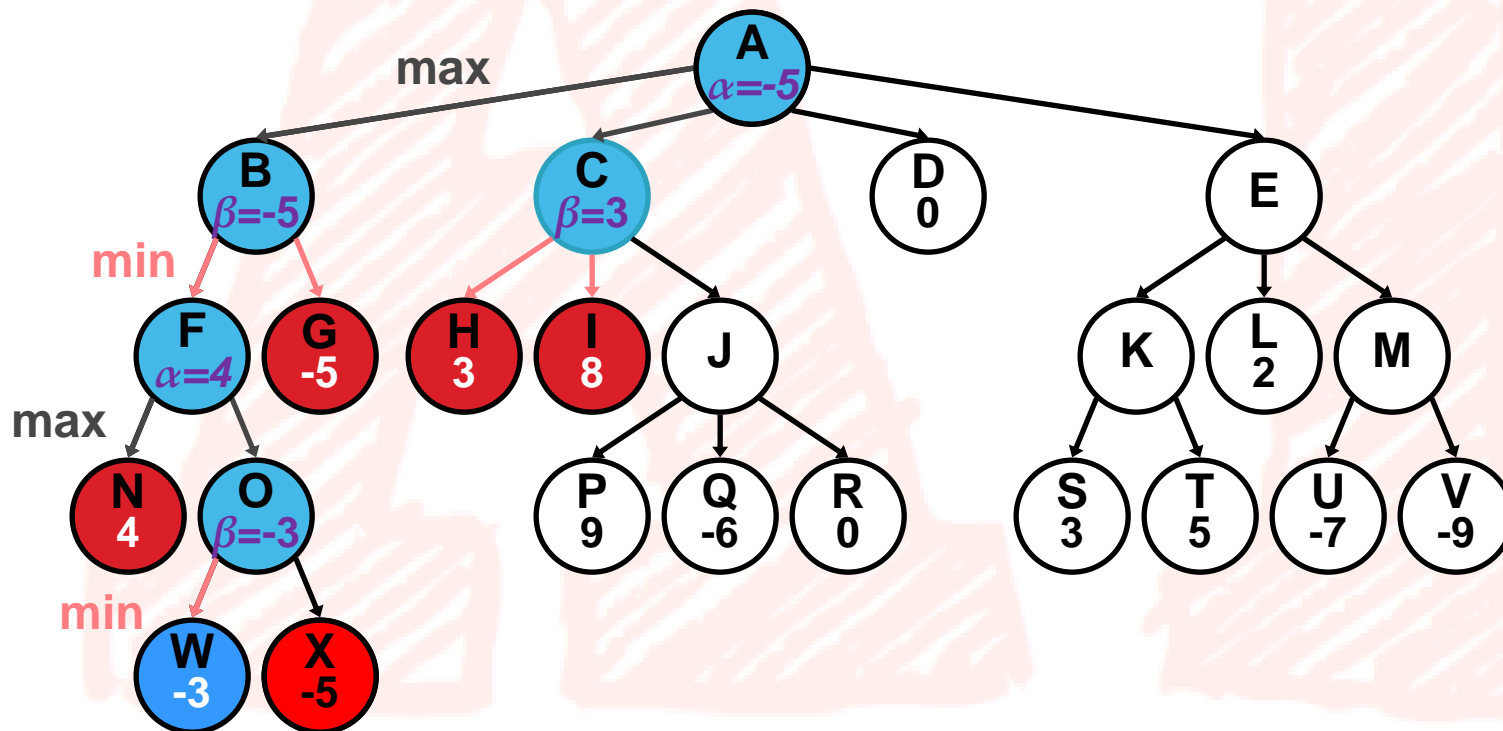 A
α=-5
max
B
β=-5
C
β=3
D
0
E
min
F
α=4
G
-5
H
3
I
8
J
K
L
2
M
max
N
4
O
β=-3
P
9
Q
-6
R
0
S
3
T
5
U
-7
V
-9
min
W
-3
X
-5